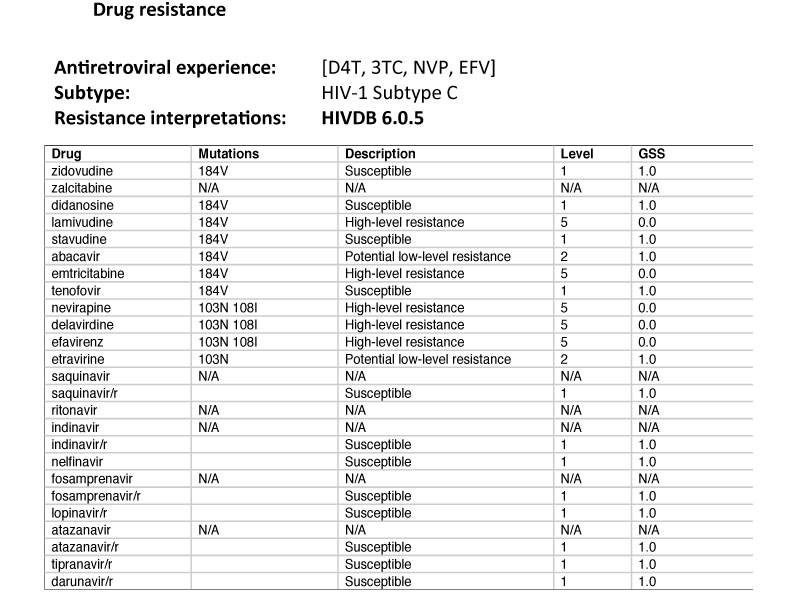 Drug resistance
Antiretroviral experience: [D4T, 3TC, NVP, EFV]
Subtype: HIV-1 Subtype C
Resistance interpretations: HIVDB 6.0.5
Drug Mutations Description Level GSS
zidovudine 184V Susceptible 1 1.0
zalcitabine N/A N/A N/A N/A
didanosine 184V Susceptible 1 1.0
lamivudine 184V High-level resistance 5 0.0
stavudine 184V Susceptible 1 1.0
abacavir 184V Potential low-level resistance 2 1.0
emtricitabine 184V High-level resistance 5 0.0
tenofovir 184V Susceptible 1 1.0
nevirapine 103N 108I High-level resistance 5 0.0
delavirdine 103N 108I High-level resistance 5 0.0
efavirenz 103N 108I High-level resistance 5 0.0
etravirine 103N Potential low-level resistance 2 1.0
saquinavir N/A N/A N/A N/A
saquinavir/r Susceptible 1 1.0
ritonavir N/A N/A N/A N/A
indinavir N/A N/A N/A N/A
indinavir/r Susceptible 1 1.0
nelfinavir Susceptible 1 1.0
fosamprenavir N/A N/A N/A N/A
fosamprenavir/r Susceptible 1 1.0
lopinavir/r Susceptible 1 1.0
atazanavir N/A N/A N/A N/A
atazanavir/r Susceptible 1 1.0
tipranavir/r Susceptible 1 1.0
darunavir/r Susceptible 1 1.0